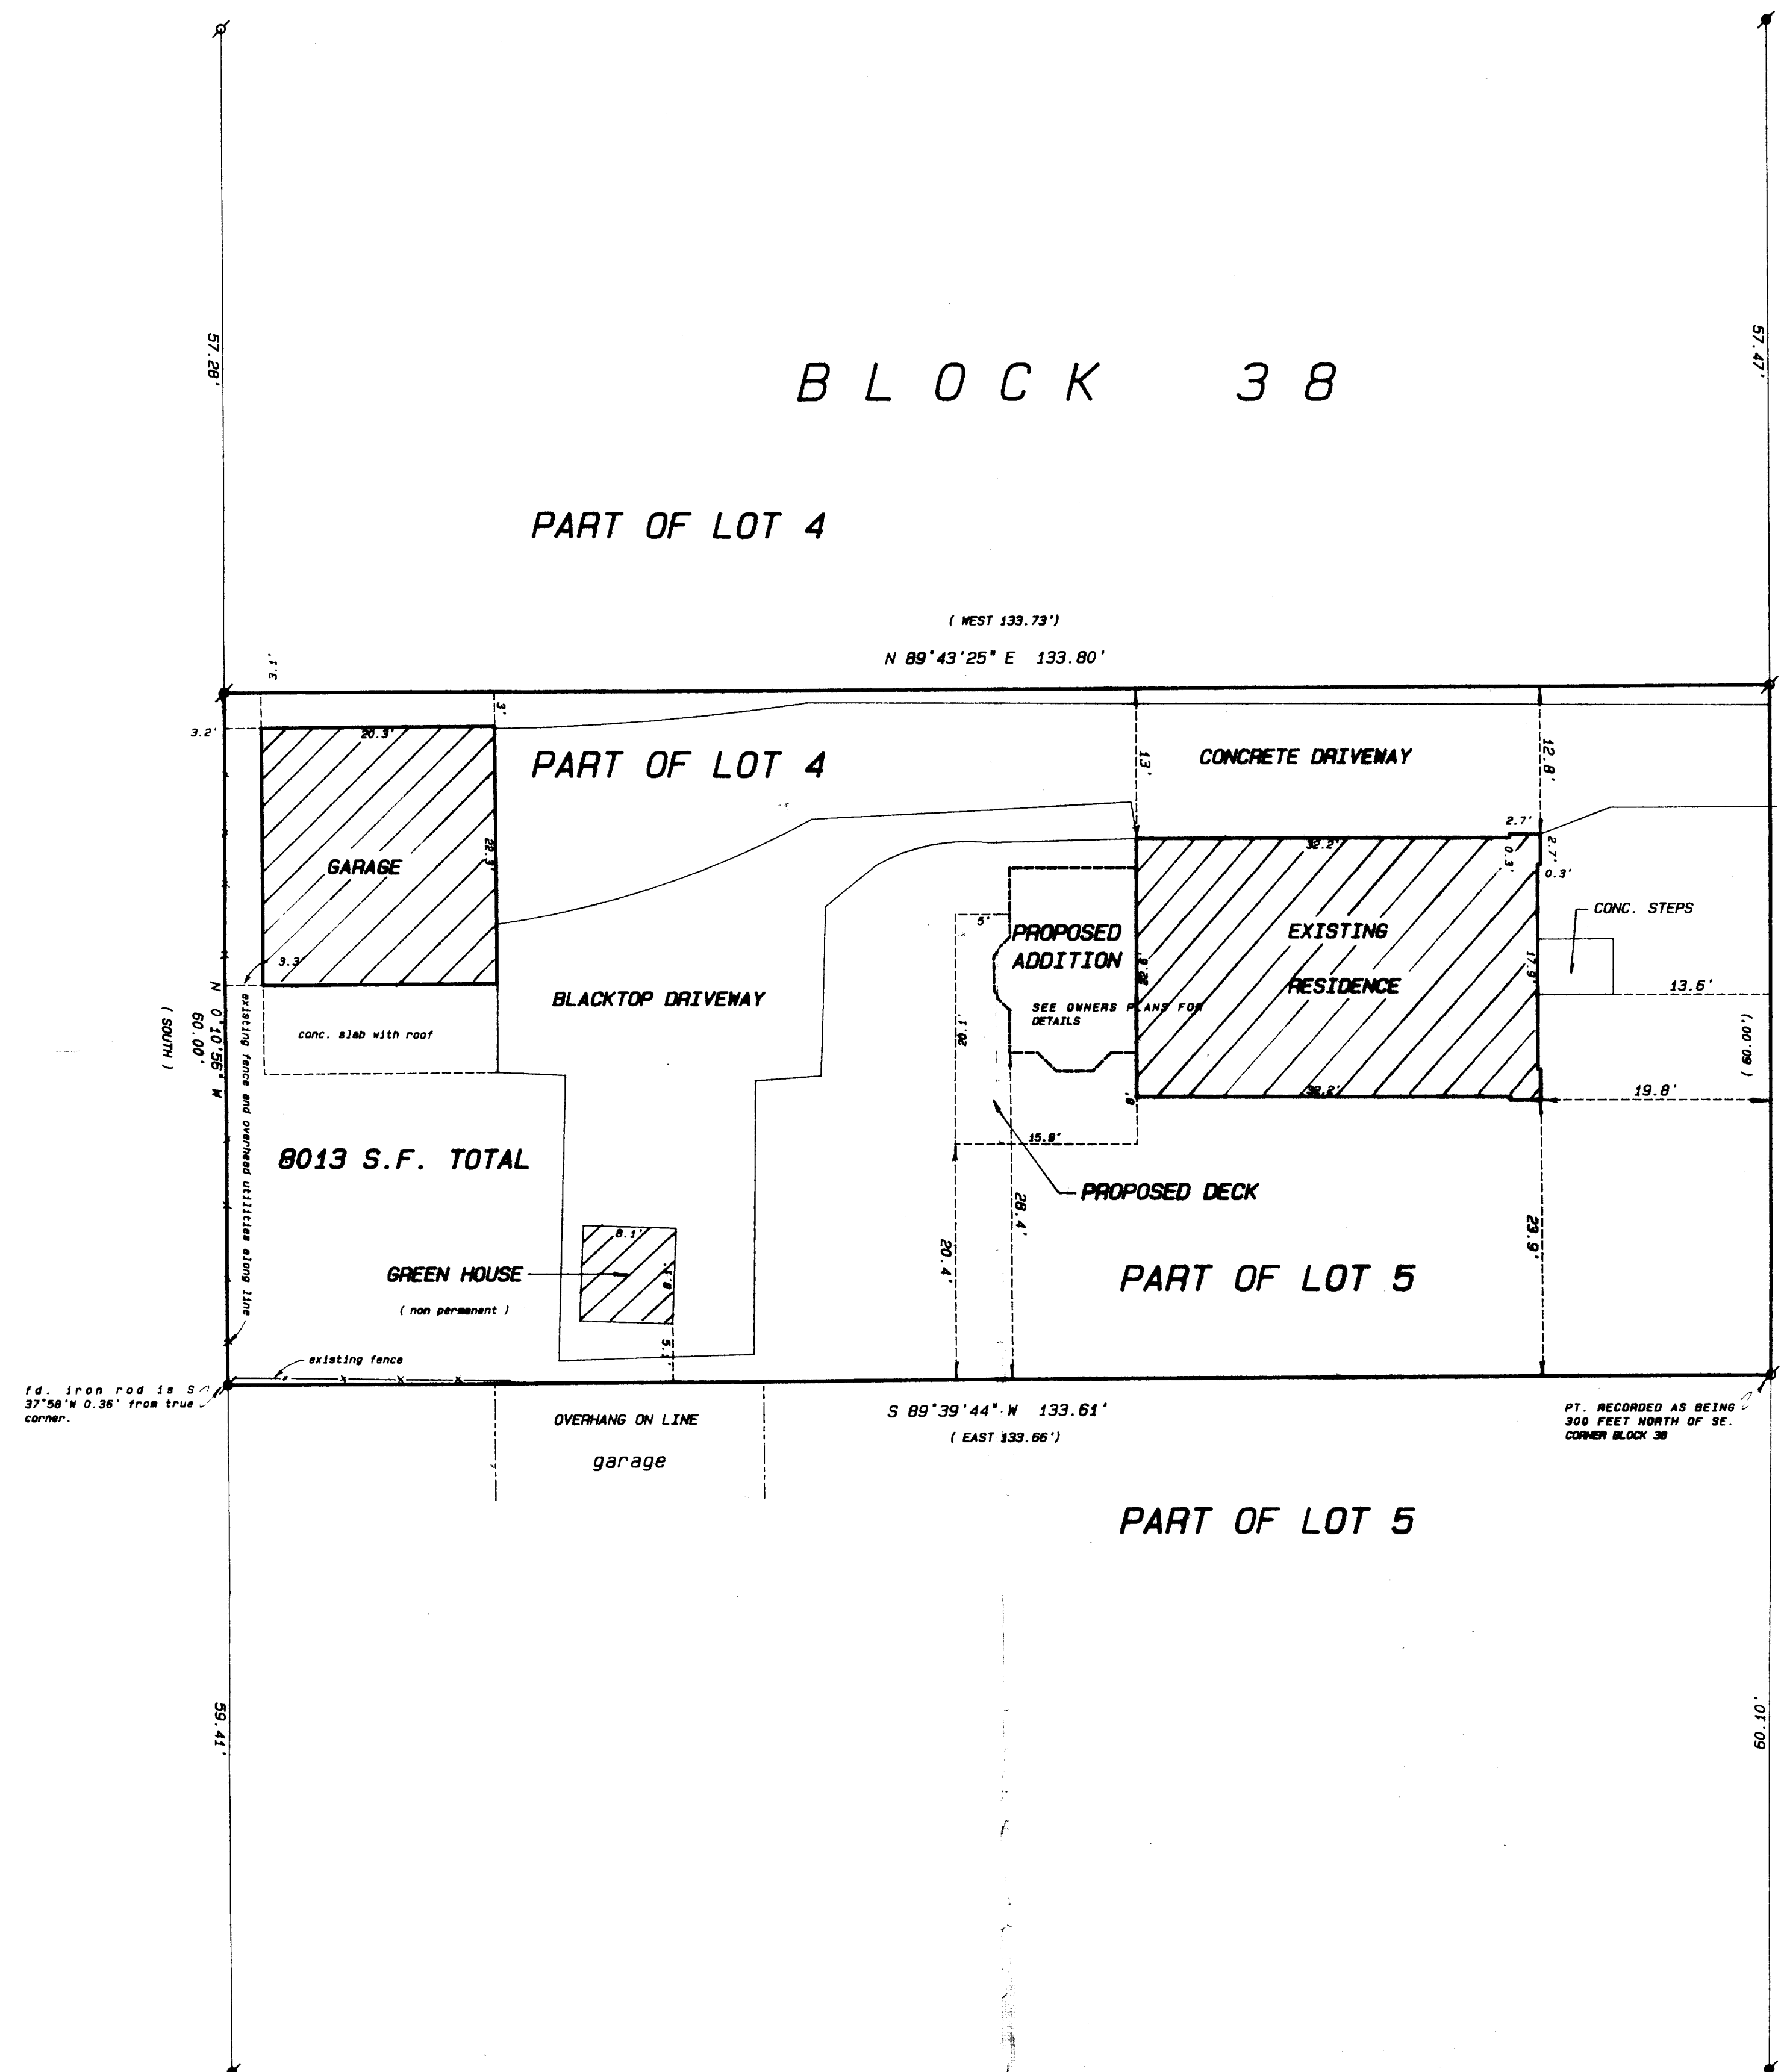 57.28'
57.47'
BLOCK 38
PART OF LOT 4
( WEST 133.73')
N 89°43'25" E 133.80'
3.1'
3.2'
3'
20.3'
PART OF LOT 4
13'
CONCRETE DRIVEWAY
12.8'
2.7'
32.2'
0.3'
2.7'
0.3'
22.3'
GARAGE
CONC. STEPS
5'
PROPOSED
ADDITION
EXISTING
RESIDENCE
17.9'
3.3'
BLACKTOP DRIVEWAY
13.6'
SEE OWNERS PLANS FOR
DETAILS
conc. slab with roof
20.1'
N 0°10'56" W
60.00'
( SOUTH )
existing fence and overhead utilities along line
( 60.00' )
32.2'
19.8'
15.8'
8013 S.F. TOTAL
PROPOSED DECK
28.4'
20.4'
23.9'
8.1'
8.1'
GREEN HOUSE
( non permanent )
PART OF LOT 5
existing fence
fd. iron rod is S
37°58'W 0.36' from true
corner.
OVERHANG ON LINE
garage
S 89°39'44" W 133.61'
( EAST 133.66')
PT. RECORDED AS BEING
300 FEET NORTH OF SE.
CORNER BLOCK 38
PART OF LOT 5
59.41'
60.10'